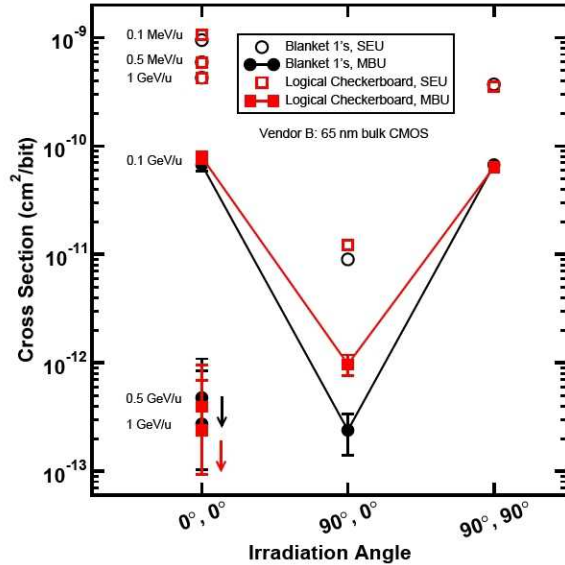 10⁻⁹
10⁻¹⁰
10⁻¹¹
10⁻¹²
10⁻¹³
Cross Section (cm²/bit)
0.1 MeV/u
0.5 MeV/u
1 GeV/u
0.1 GeV/u
0.5 GeV/u
1 GeV/u
Blanket 1's, SEU
Blanket 1's, MBU
Logical Checkerboard, SEU
Logical Checkerboard, MBU
Vendor B: 65 nm bulk CMOS
0°, 0°
90°, 0°
90°, 90°
Irradiation Angle